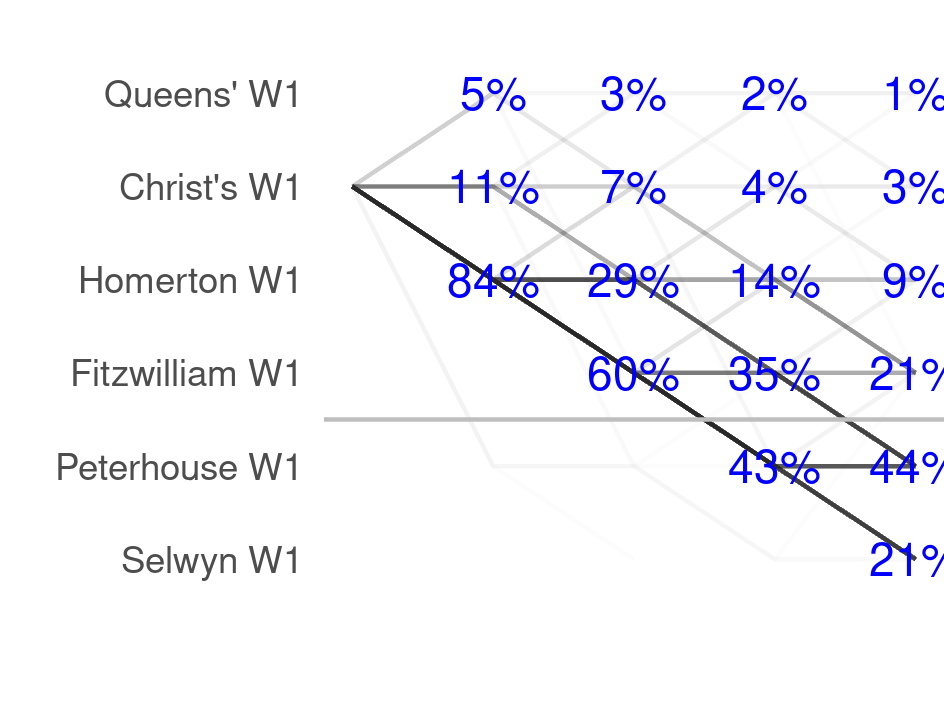 Queens' W1 5% 3% 2% 1%
Christ's W1 11% 7% 4% 3%
Homerton W1 84% 29% 14% 9%
Fitzwilliam W1 60% 35% 21%
Peterhouse W1 43% 44%
Selwyn W1 21%